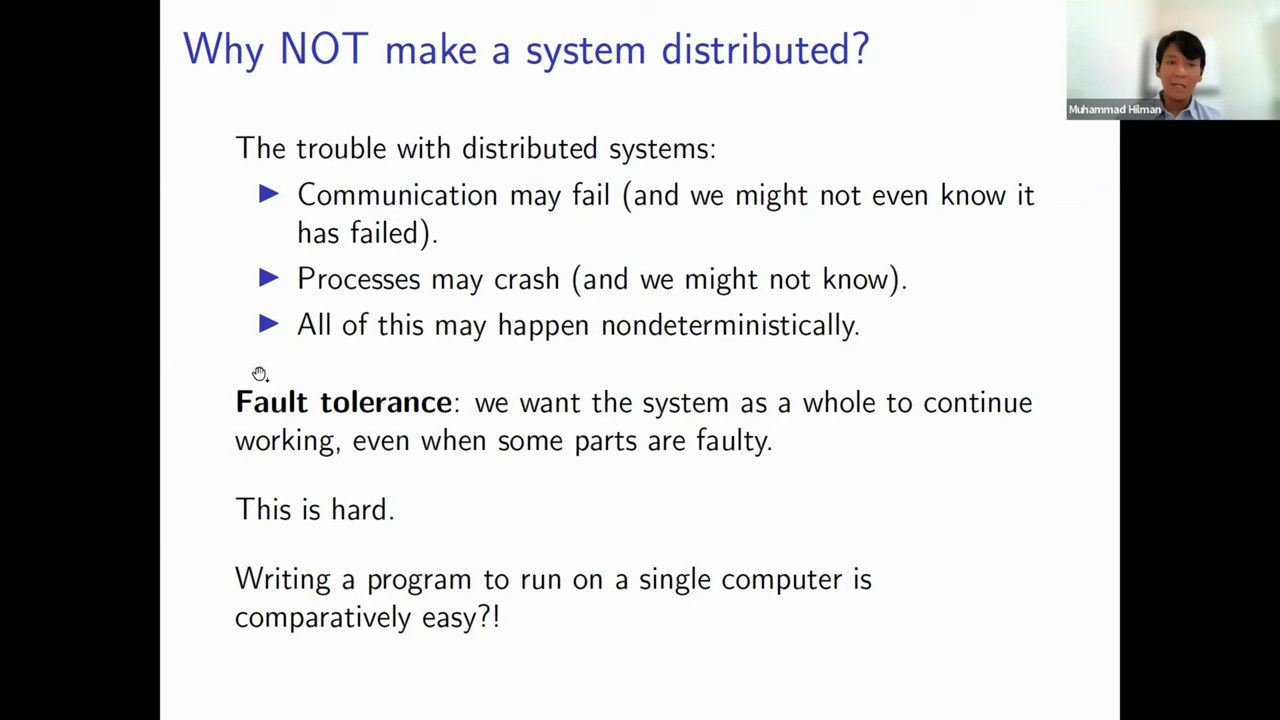 Why NOT make a system distributed?
Muhammad Hilman
The trouble with distributed systems:
▶ Communication may fail (and we might not even know it
has failed).
▶ Processes may crash (and we might not know).
▶ All of this may happen nondeterministically.
Fault tolerance: we want the system as a whole to continue
working, even when some parts are faulty.
This is hard.
Writing a program to run on a single computer is
comparatively easy?!